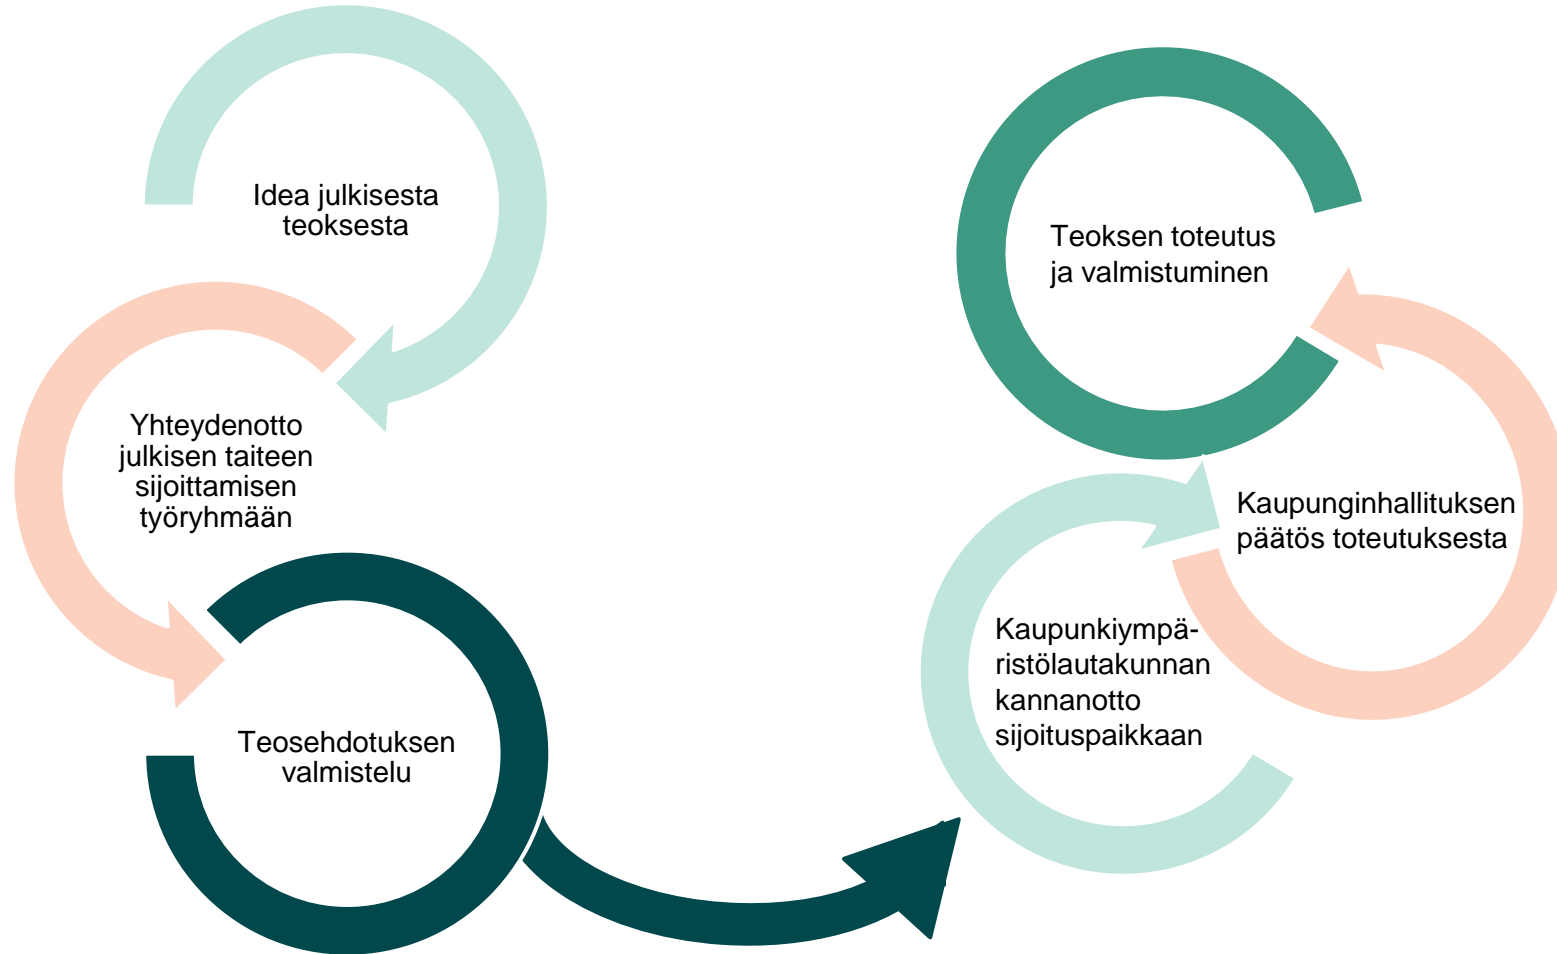 Idea julkisesta
teoksesta
Yhteydenotto
julkisen taiteen
sijoittamisen
työryhmään
Teosehdotuksen
valmistelu
Kaupunkiympä-
ristölautakunnan
kannanotto
sijoituspaikkaan
Kaupunginhallituksen
päätös toteutuksesta
Teoksen toteutus
ja valmistuminen